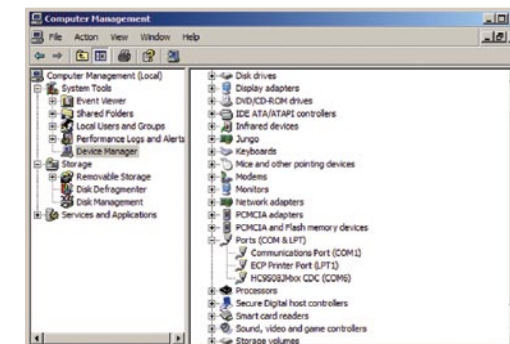 Computer Management
File Action View Window Help
Computer Management (Local)
System Tools
Event Viewer
Shared Folders
Local Users and Groups
Performance Logs and Alerts
Device Manager
Storage
Removable Storage
Disk Defragmenter
Disk Management
Services and Applications
Disk drives
Display adapters
DVD/CD-ROM drives
IDE ATA/ATAPI controllers
Infrared devices
Jungo
Keyboards
Mice and other pointing devices
Modems
Monitors
Network adapters
PCMCIA adapters
PCMCIA and Flash memory devices
Ports (COM & LPT)
Communications Port (COM1)
ECP Printer Port (LPT1)
HC9S08JMxx CDC (COM6)
Processors
Secure Digital host controllers
Smart card readers
Sound, video and game controllers
Storage volumes